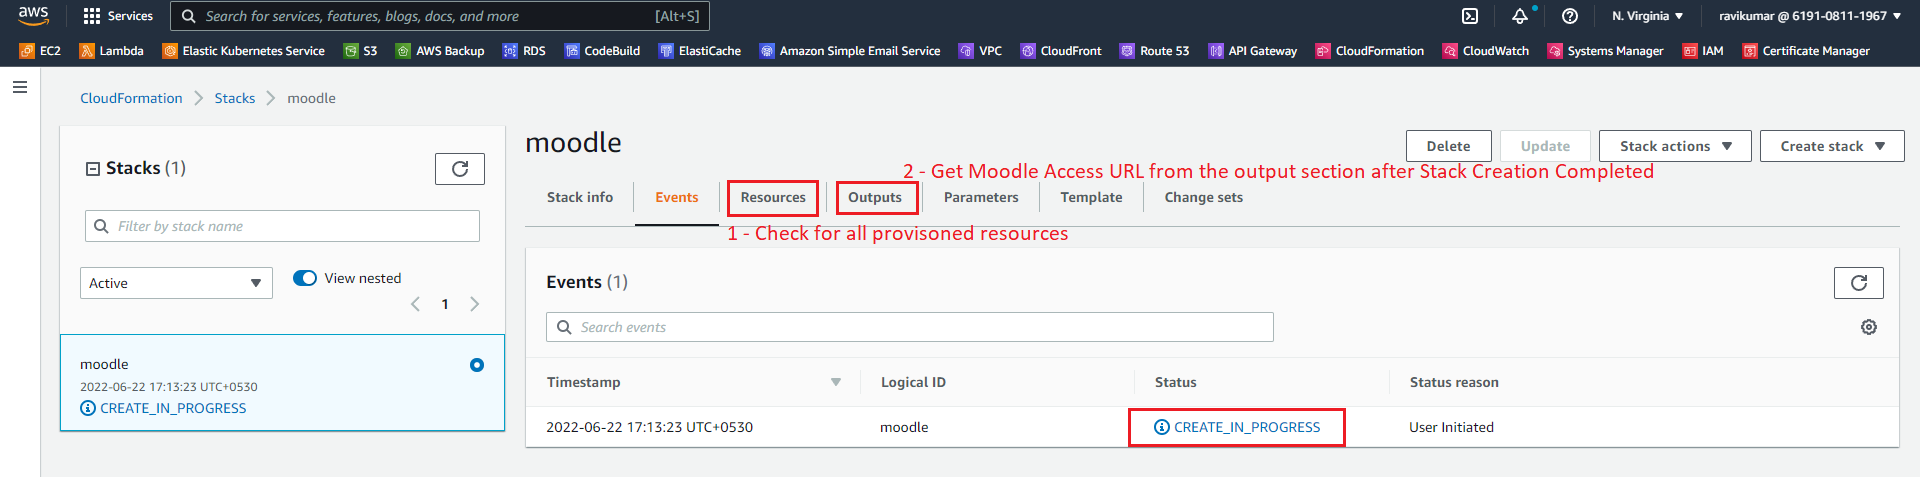 aws Services Search for services, features, blogs, docs, and more [Alt+S] N. Virginia ravikumar @ 6191-0811-1967
EC2 Lambda Elastic Kubernetes Service S3 AWS Backup RDS CodeBuild ElastiCache Amazon Simple Email Service VPC CloudFront Route 53 API Gateway CloudFormation CloudWatch Systems Manager IAM Certificate Manager
CloudFormation Stacks moodle
Stacks (1)
Filter by stack name
Active View nested
1
moodle
2022-06-22 17:13:23 UTC+0530
CREATE_IN_PROGRESS
moodle
Delete Update Stack actions Create stack
2 - Get Moodle Access URL from the output section after Stack Creation Completed
Stack info Events Resources Outputs Parameters Template Change sets
1 - Check for all provisoned resources
Events (1)
Search events
Timestamp Logical ID Status Status reason
2022-06-22 17:13:23 UTC+0530 moodle CREATE_IN_PROGRESS User Initiated